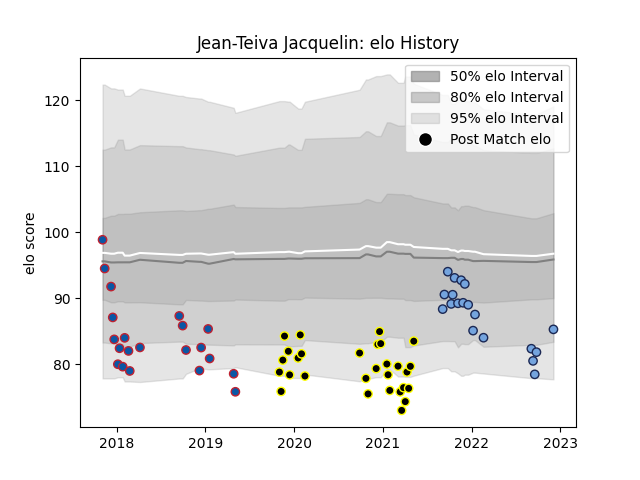 Jean-Teiva Jacquelin: elo History
50% elo Interval
80% elo Interval
95% elo Interval
Post Match elo
elo score
120
110
100
90
80
2018
2019
2020
2021
2022
2023